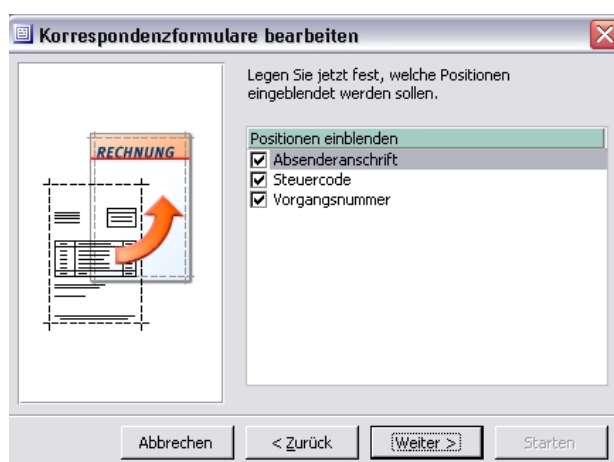 Korrespondenzformulare bearbeiten
Legen Sie jetzt fest, welche Positionen
eingeblendet werden sollen.
RECHNUNG
Positionen einblenden
Absenderanschrift
Steuercode
Vorgangsnummer
Abbrechen
< Zurück
Weiter >
Starten